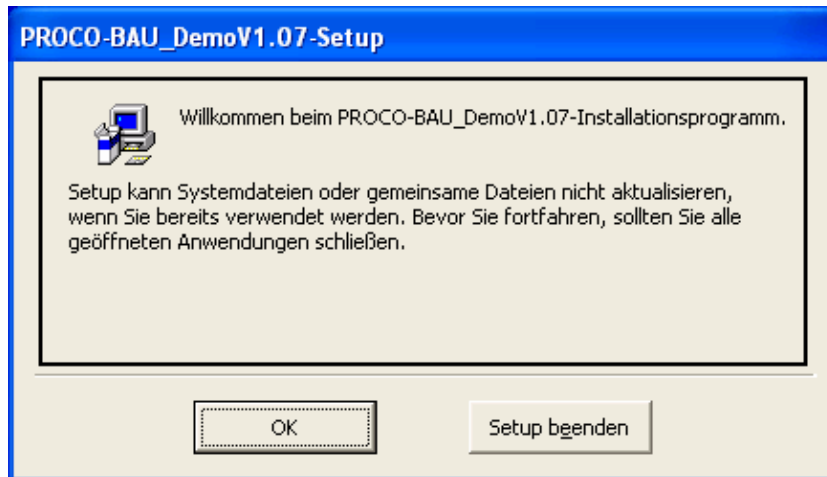 PROCO-BAU_DemoV1.07-Setup
Willkommen beim PROCO-BAU_DemoV1.07-Installationsprogramm.
Setup kann Systemdateien oder gemeinsame Dateien nicht aktualisieren,
wenn Sie bereits verwendet werden. Bevor Sie fortfahren, sollten Sie alle
geöffneten Anwendungen schließen.
OK
Setup beenden